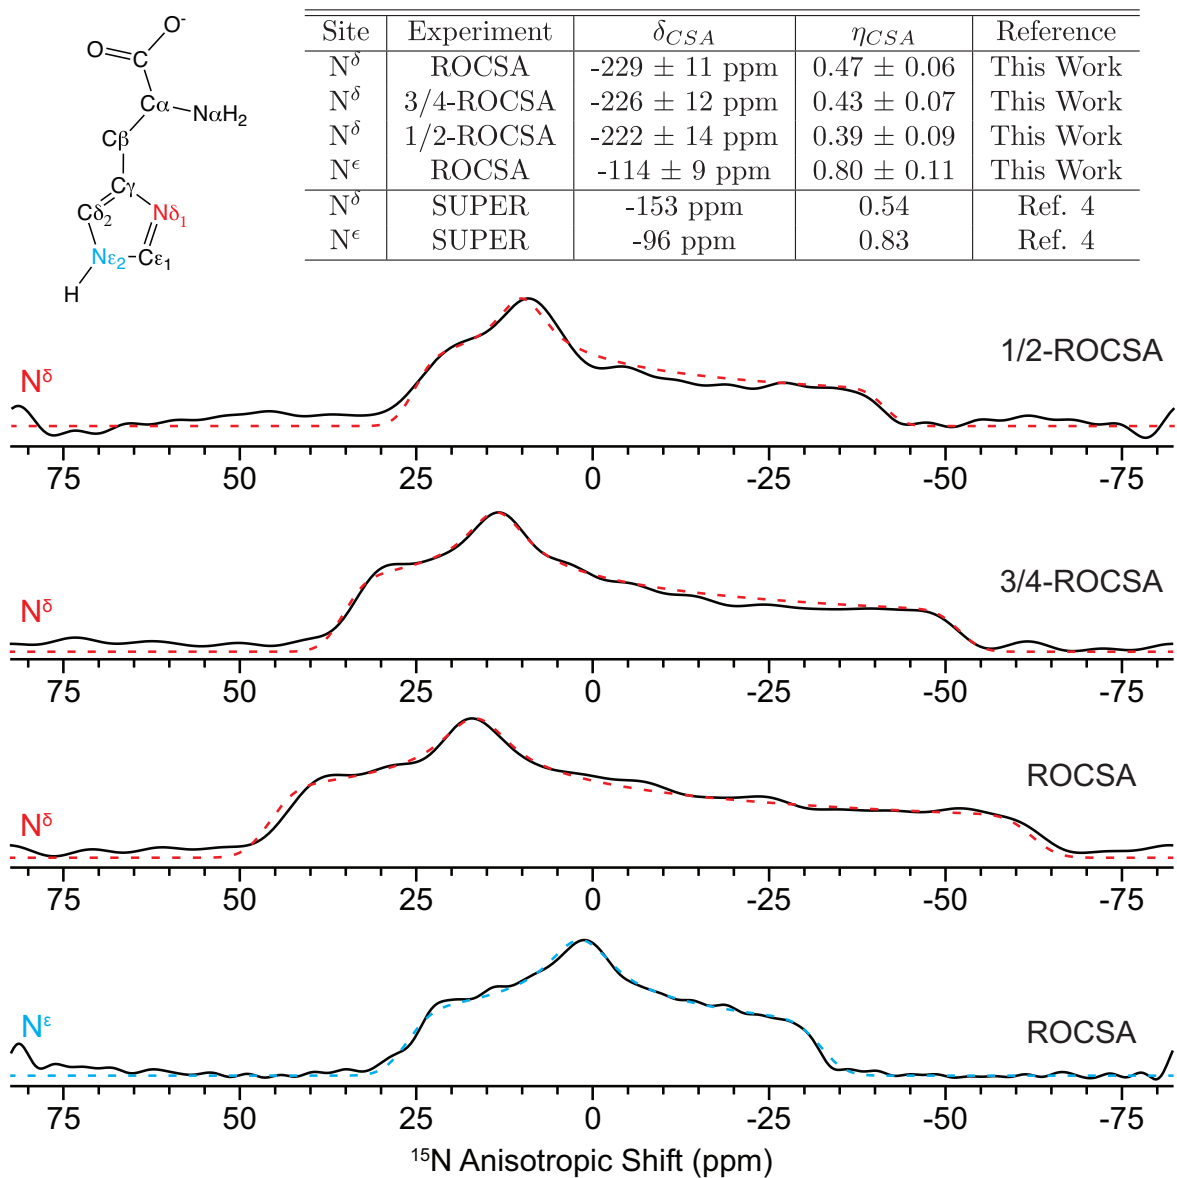 O⁻
O
C
Cα
NαH₂
Cβ
Cγ
Cδ₂
Nδ₁
Nε₂
Cε₁
H
Site Experiment δCSA ηCSA Reference
Nᵟ ROCSA -229 ± 11 ppm 0.47 ± 0.06 This Work
Nᵟ 3/4-ROCSA -226 ± 12 ppm 0.43 ± 0.07 This Work
Nᵟ 1/2-ROCSA -222 ± 14 ppm 0.39 ± 0.09 This Work
Nᵋ ROCSA -114 ± 9 ppm 0.80 ± 0.11 This Work
Nᵟ SUPER -153 ppm 0.54 Ref. 4
Nᵋ SUPER -96 ppm 0.83 Ref. 4
1/2-ROCSA
Nᵟ
75 50 25 0 -25 -50 -75
3/4-ROCSA
Nᵟ
75 50 25 0 -25 -50 -75
ROCSA
Nᵟ
75 50 25 0 -25 -50 -75
Nᵋ
ROCSA
75 50 25 0 -25 -50 -75
¹⁵N Anisotropic Shift (ppm)